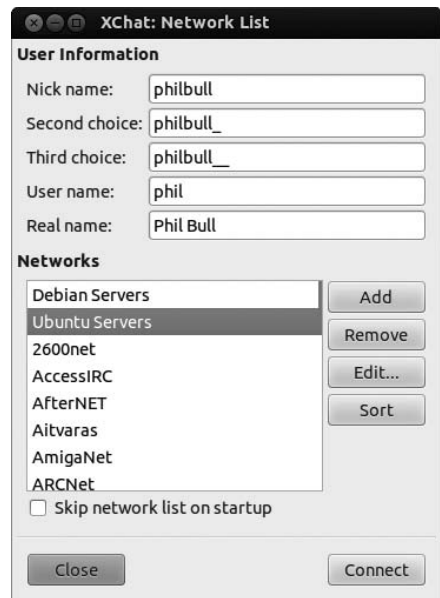 XChat: Network List
User Information
Nick name: philbull
Second choice: philbull_
Third choice: philbull__
User name: phil
Real name: Phil Bull
Networks
Debian Servers
Ubuntu Servers
2600net
AccessIRC
AfterNET
Aitvaras
AmigaNet
ARCNet
Add
Remove
Edit...
Sort
Skip network list on startup
Close
Connect